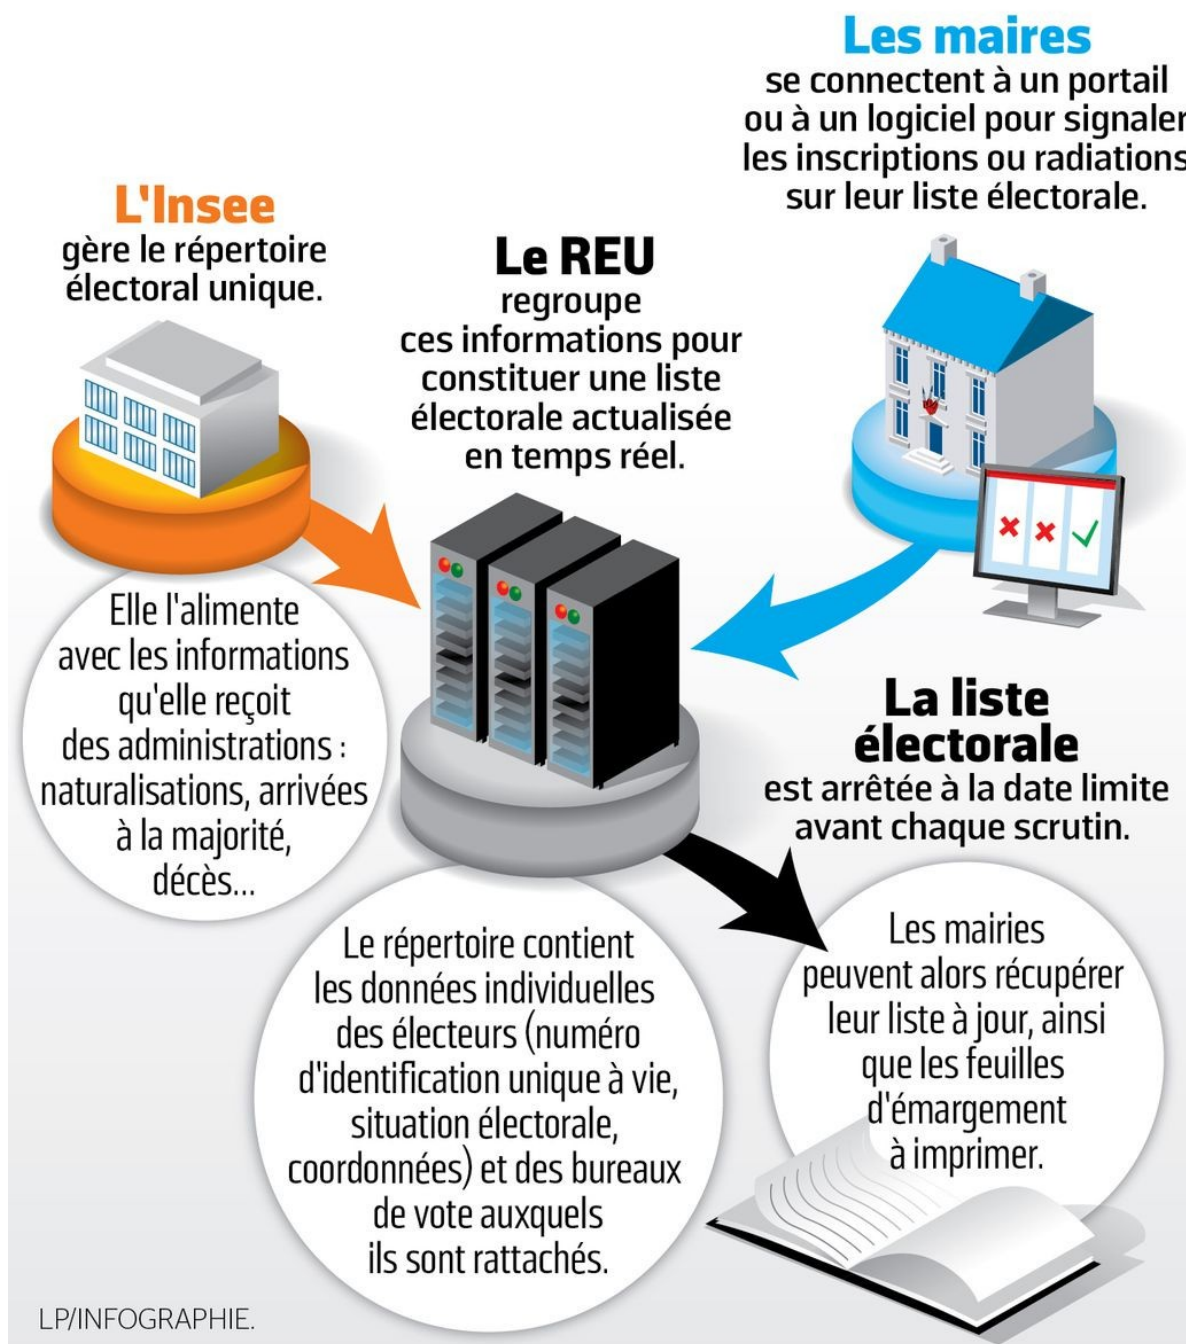 Les maires
se connectent à un portail
ou à un logiciel pour signaler
les inscriptions ou radiations
sur leur liste électorale.
L'Insee
gère le répertoire
électoral unique.
Le REU
regroupe
ces informations pour
constituer une liste
électorale actualisée
en temps réel.
Elle l'alimente
avec les informations
qu'elle reçoit
des administrations :
naturalisations, arrivées
à la majorité,
décès...
La liste
électorale
est arrêtée à la date limite
avant chaque scrutin.
Le répertoire contient
les données individuelles
des électeurs (numéro
d'identification unique à vie,
situation électorale,
coordonnées) et des bureaux
de vote auxquels
ils sont rattachés.
Les mairies
peuvent alors récupérer
leur liste à jour, ainsi
que les feuilles
d'émargement
à imprimer.
LP/INFOGRAPHIE.